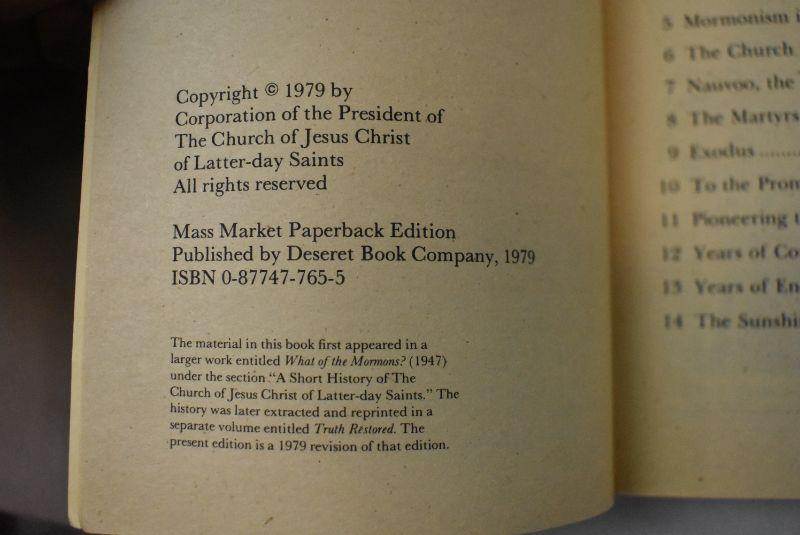 Copyright © 1979 by
Corporation of the President of
The Church of Jesus Christ
of Latter-day Saints
All rights reserved
Mass Market Paperback Edition
Published by Deseret Book Company, 1979
ISBN 0-87747-765-5
The material in this book first appeared in a
larger work entitled What of the Mormons? (1947)
under the section "A Short History of The
Church of Jesus Christ of Latter-day Saints." The
history was later extracted and reprinted in a
separate volume entitled Truth Restored. The
present edition is a 1979 revision of that edition.
5 Mormonism i
6 The Church
7 Nauvoo, the
8 The Martyrs
9 Exodus ........
10 To the Prom
11 Pioneering t
12 Years of Co
13 Years of En
14 The Sunshi